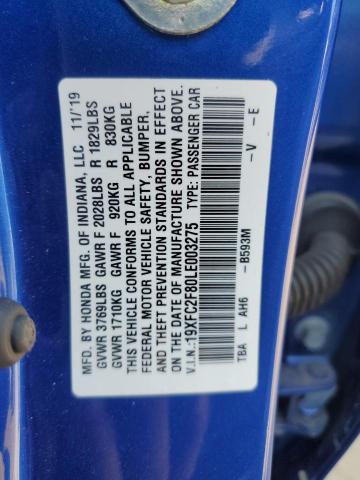 MFD. BY HONDA MFG. OF INDIANA, LLC 11/'19
GVWR 3769LBS GAWR F 2028LBS R 1829LBS
GVWR 1710KG GAWR F 920KG R 830KG
THIS VEHICLE CONFORMS TO ALL APPLICABLE
FEDERAL MOTOR VEHICLE SAFETY, BUMPER,
AND THEFT PREVENTION STANDARDS IN EFFECT
ON THE DATE OF MANUFACTURE SHOWN ABOVE.
V.I.N.:19XFC2F80LE003275 TYPE: PASSENGER CAR
TBA L AH6 -B593M -V -E